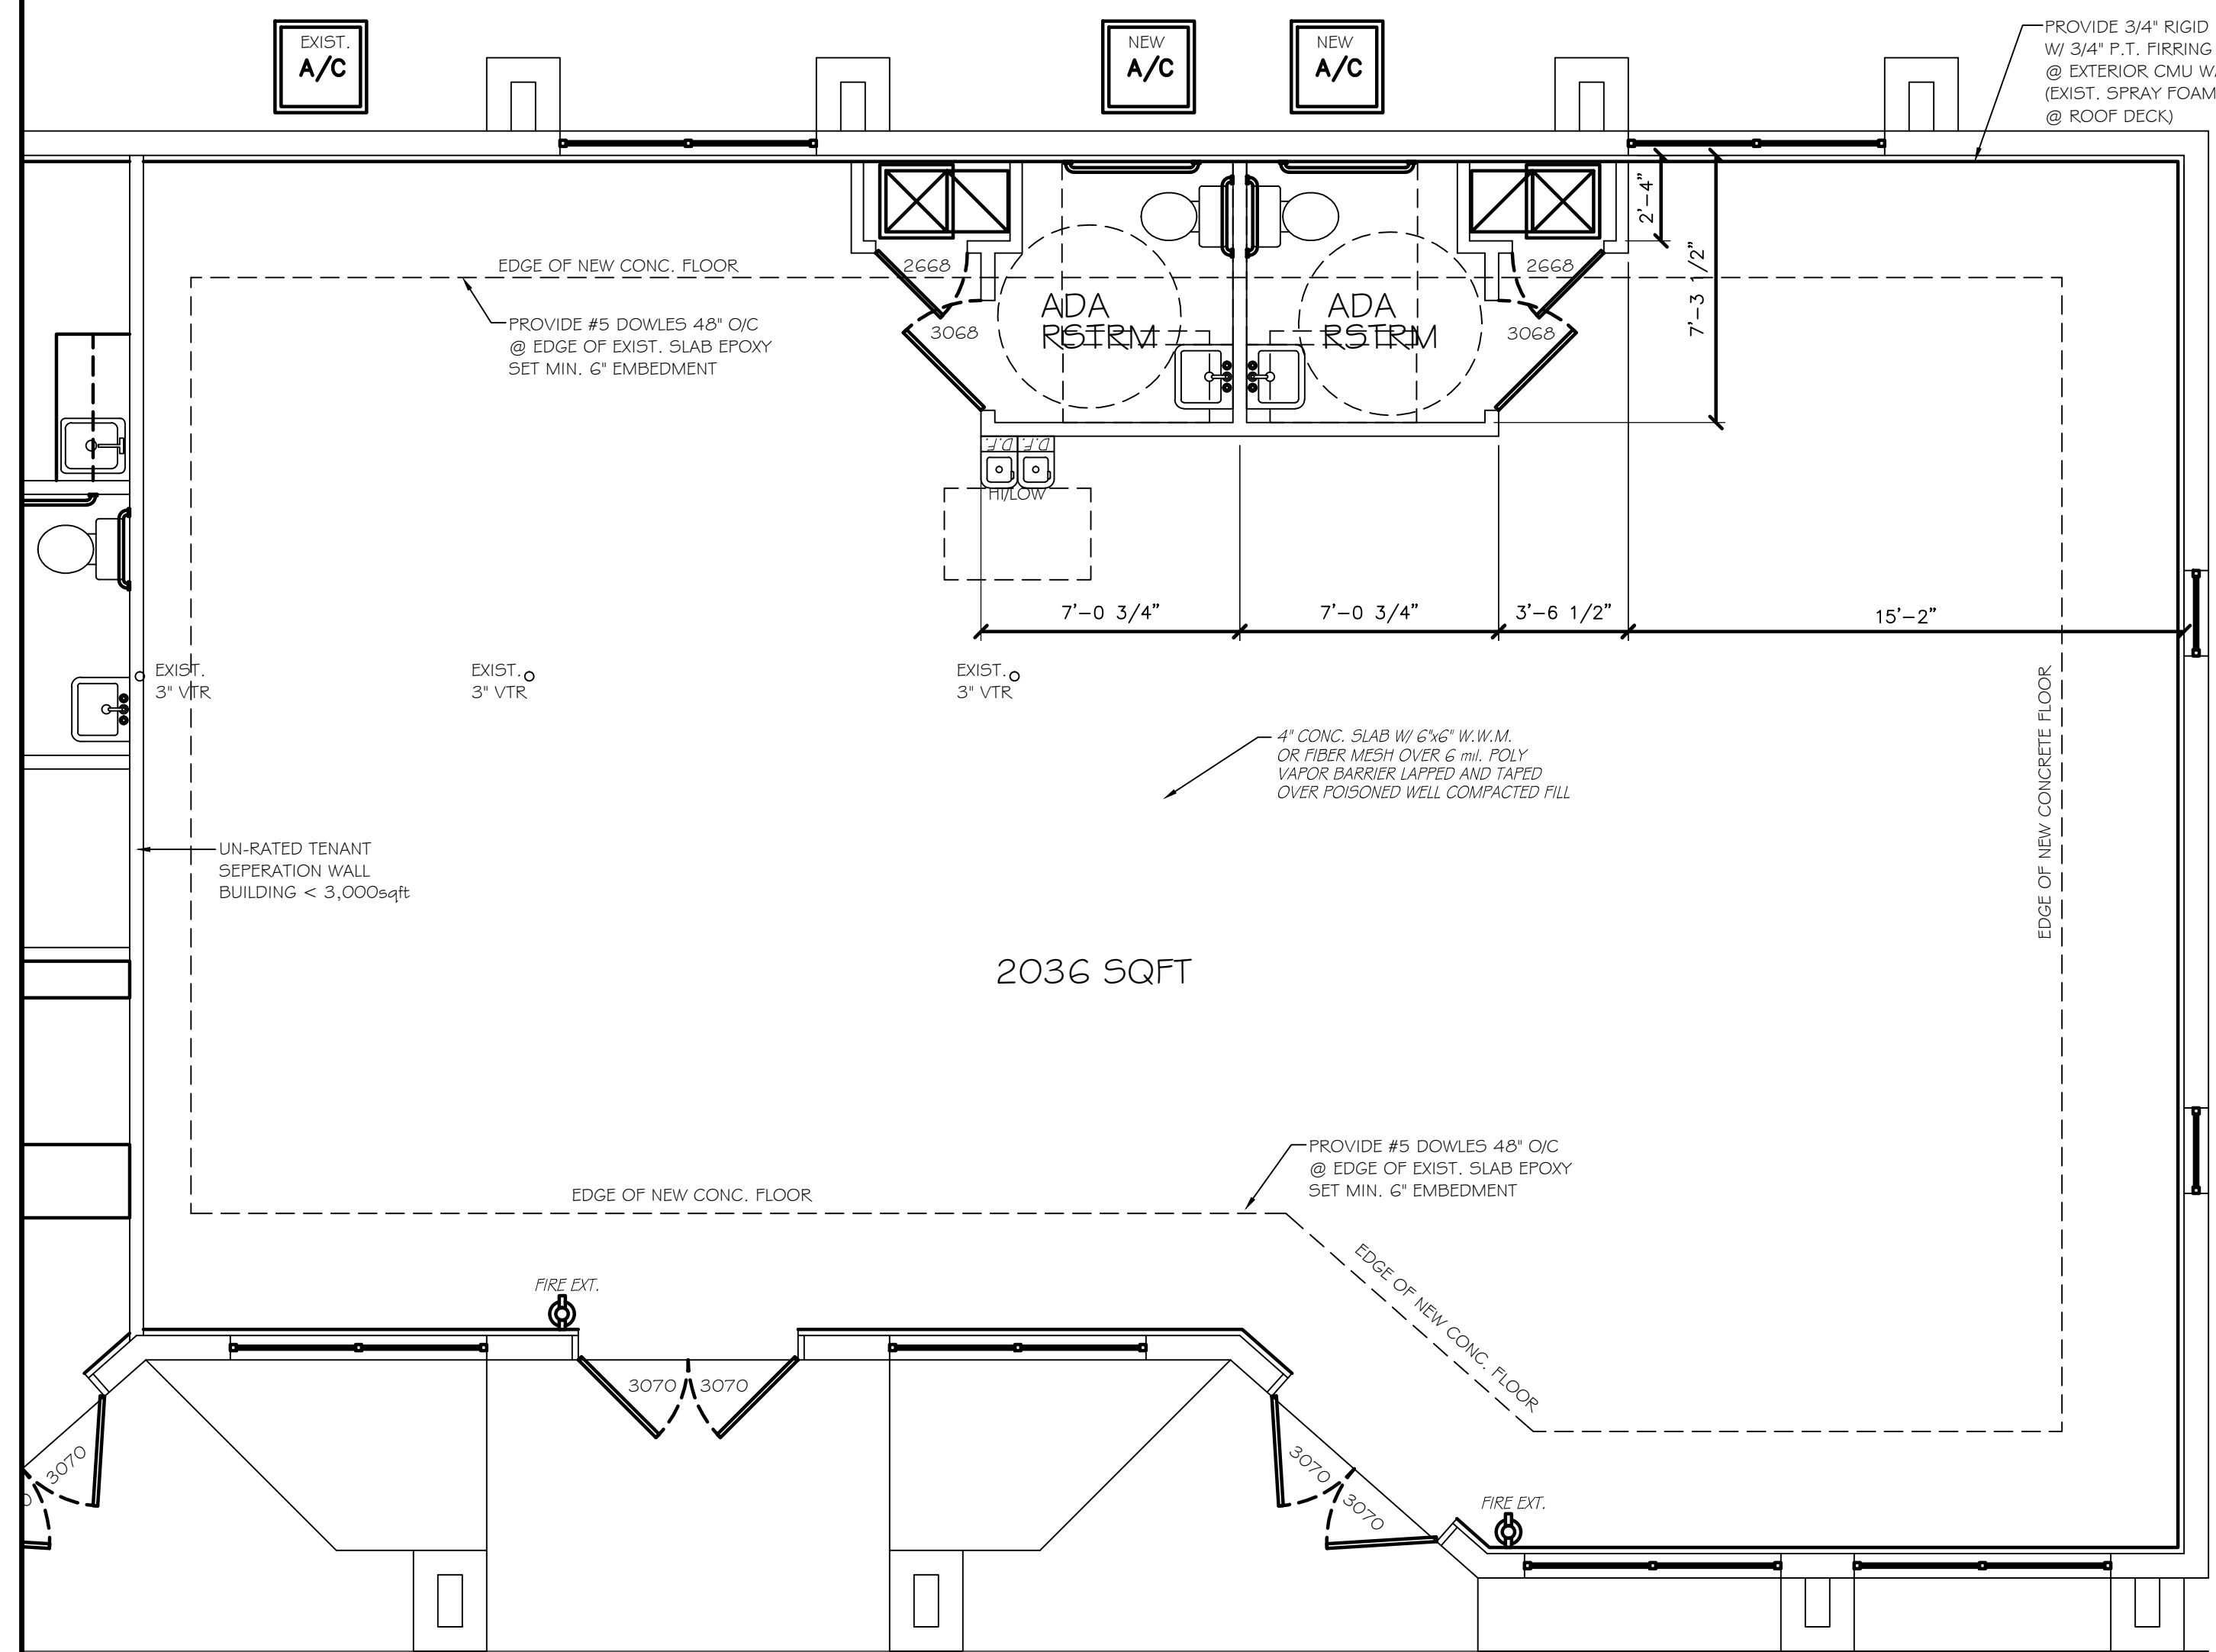 EXIST.
A/C
NEW
A/C
NEW
A/C
PROVIDE 3/4" RIGID
W/ 3/4" P.T. FIRRING
@ EXTERIOR CMU
(EXIST. SPRAY FOAM
@ ROOF DECK)
2'-4"
7'-3 1/2"
EDGE OF NEW CONC. FLOOR
2668
2668
PROVIDE #5 DOWLES 48" O/C
@ EDGE OF EXIST. SLAB EPOXY
SET MIN. 6" EMBEDMENT
3068
ADA
RSTRM
ADA
RSTRM
3068
D.F.
D.F.
HI/LOW
7'-0 3/4"
7'-0 3/4"
3'-6 1/2"
15'-2"
EXIST.
3" VTR
EXIST.
3" VTR
EXIST.
3" VTR
4" CONC. SLAB W/ 6"x6" W.W.M.
OR FIBER MESH OVER 6 mil. POLY
VAPOR BARRIER LAPPED AND TAPED
OVER POISONED WELL COMPACTED FILL
EDGE OF NEW CONCRETE FLOOR
UN-RATED TENANT
SEPERATION WALL
BUILDING < 3,000sqft
2036 SQFT
PROVIDE #5 DOWLES 48" O/C
@ EDGE OF EXIST. SLAB EPOXY
SET MIN. 6" EMBEDMENT
EDGE OF NEW CONC. FLOOR
EDGE OF NEW CONC. FLOOR
FIRE EXT.
3070
3070
3070
3070
3070
FIRE EXT.